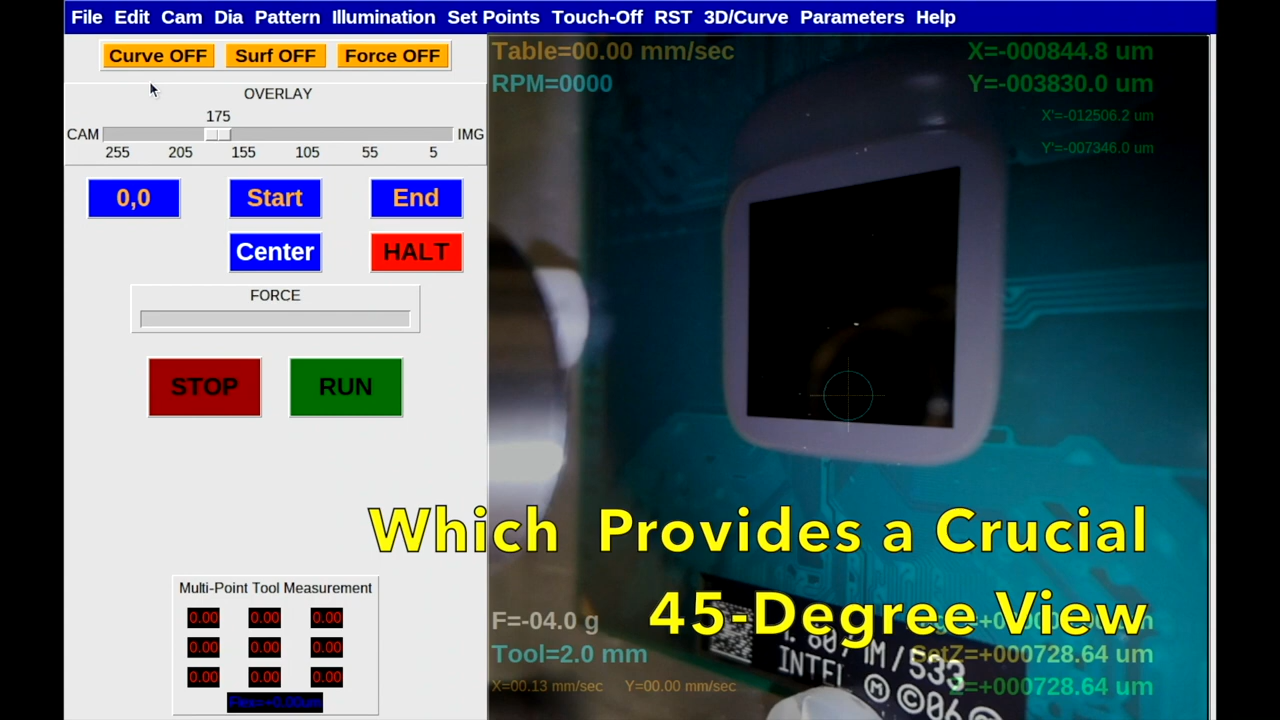 File Edit Cam Dia Pattern Illumination Set Points Touch-Off RST 3D/Curve Parameters Help
Curve OFF Surf OFF Force OFF
OVERLAY
175
CAM IMG
255 205 155 105 55 5
0,0 Start End
Center HALT
FORCE
STOP RUN
Multi-Point Tool Measurement
0.00 0.00 0.00
0.00 0.00 0.00
0.00 0.00 0.00
Table=00.00 mm/sec
RPM=0000
X=-000844.8 um
Y=-003830.0 um
X'=-012506.2 um
Y'=-007346.0 um
Which Provides a Crucial
45-Degree View
F=-04.0 g
Tool=2.0 mm
X=00.13 mm/sec Y=00.00 mm/sec
SetZ=+000728.64 um
Z=+000728.64 um
INTEL Ⓜ ©06